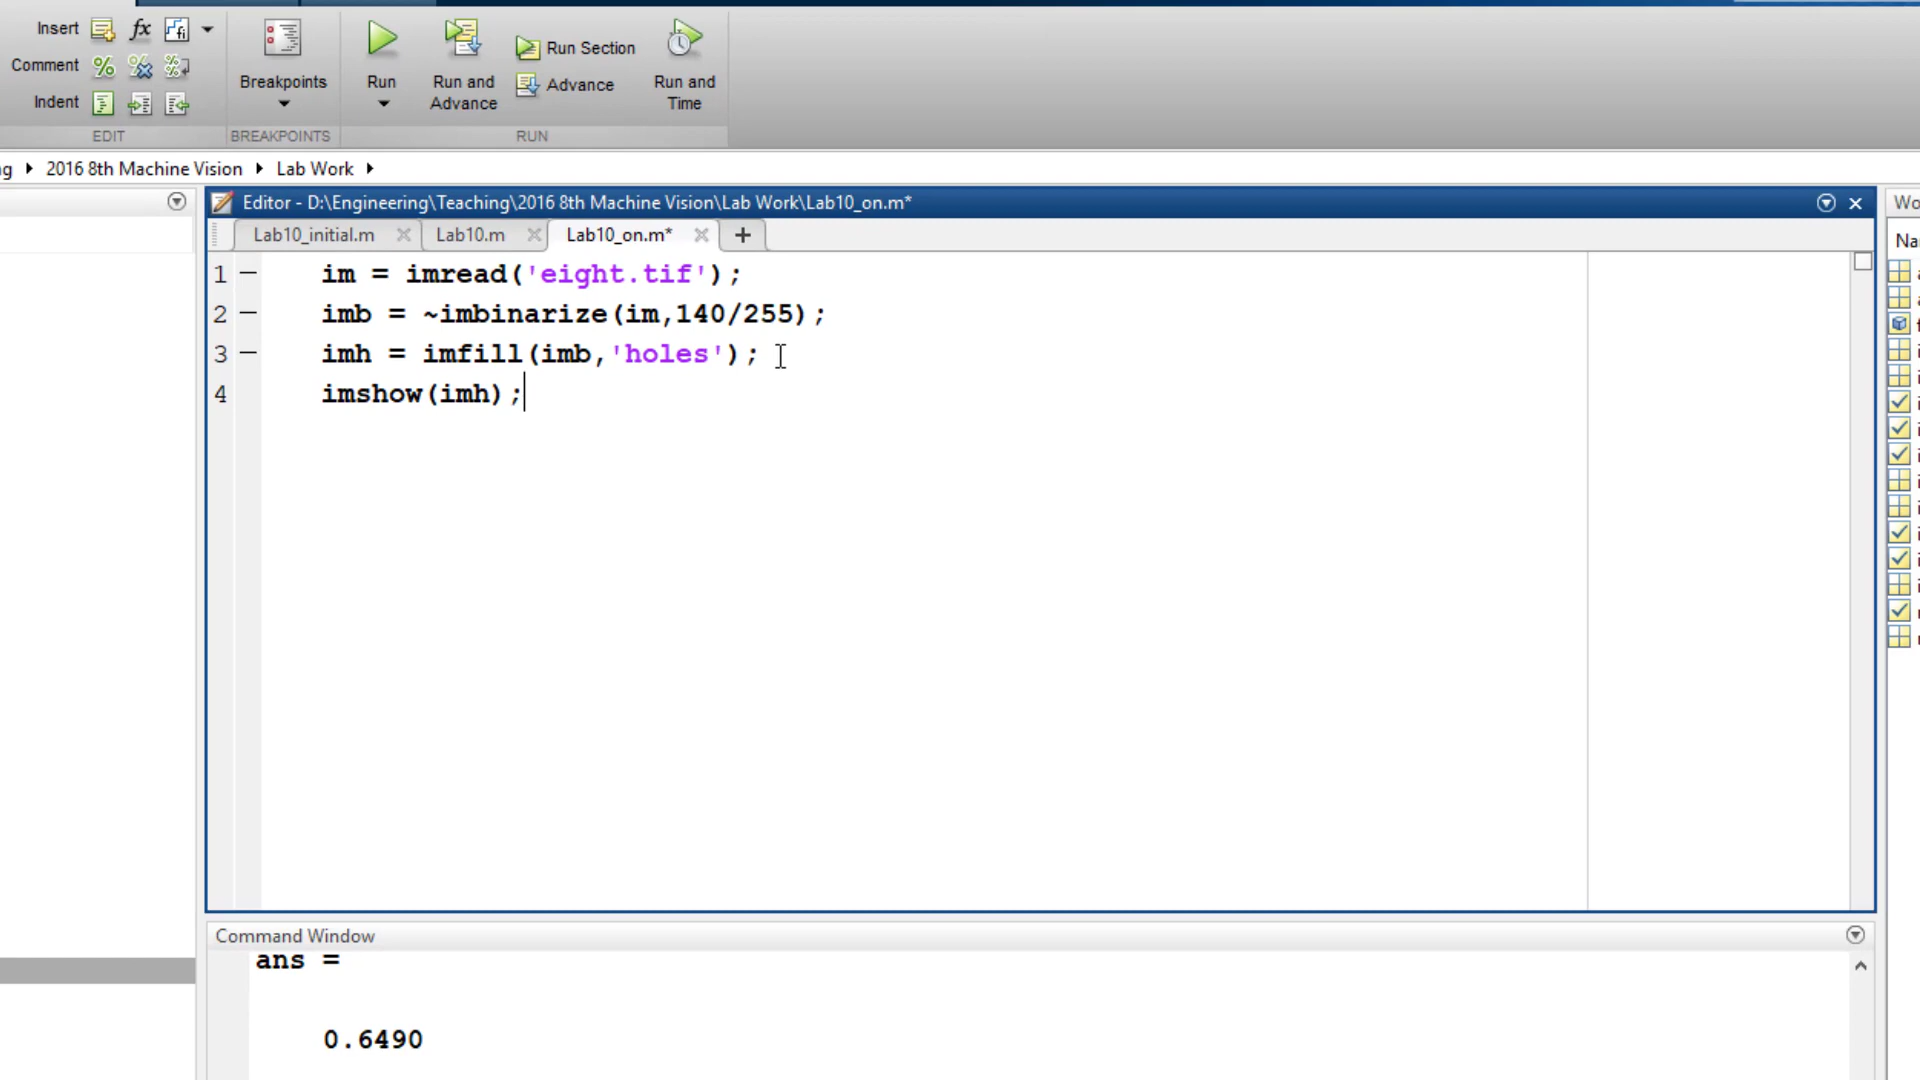 Insert fx
Comment
Indent
EDIT
Breakpoints
BREAKPOINTS
Run
Run and Advance
Run Section
Advance
Run and Time
RUN
g ▸ 2016 8th Machine Vision ▸ Lab Work ▸
Editor - D:\Engineering\Teaching\2016 8th Machine Vision\Lab Work\Lab10_on.m*
Lab10_initial.m Lab10.m Lab10_on.m* +
1 im = imread('eight.tif');
2 imb = ~imbinarize(im,140/255);
3 imh = imfill(imb,'holes');
4 imshow(imh);
Command Window
ans =
0.6490
Wo
Na